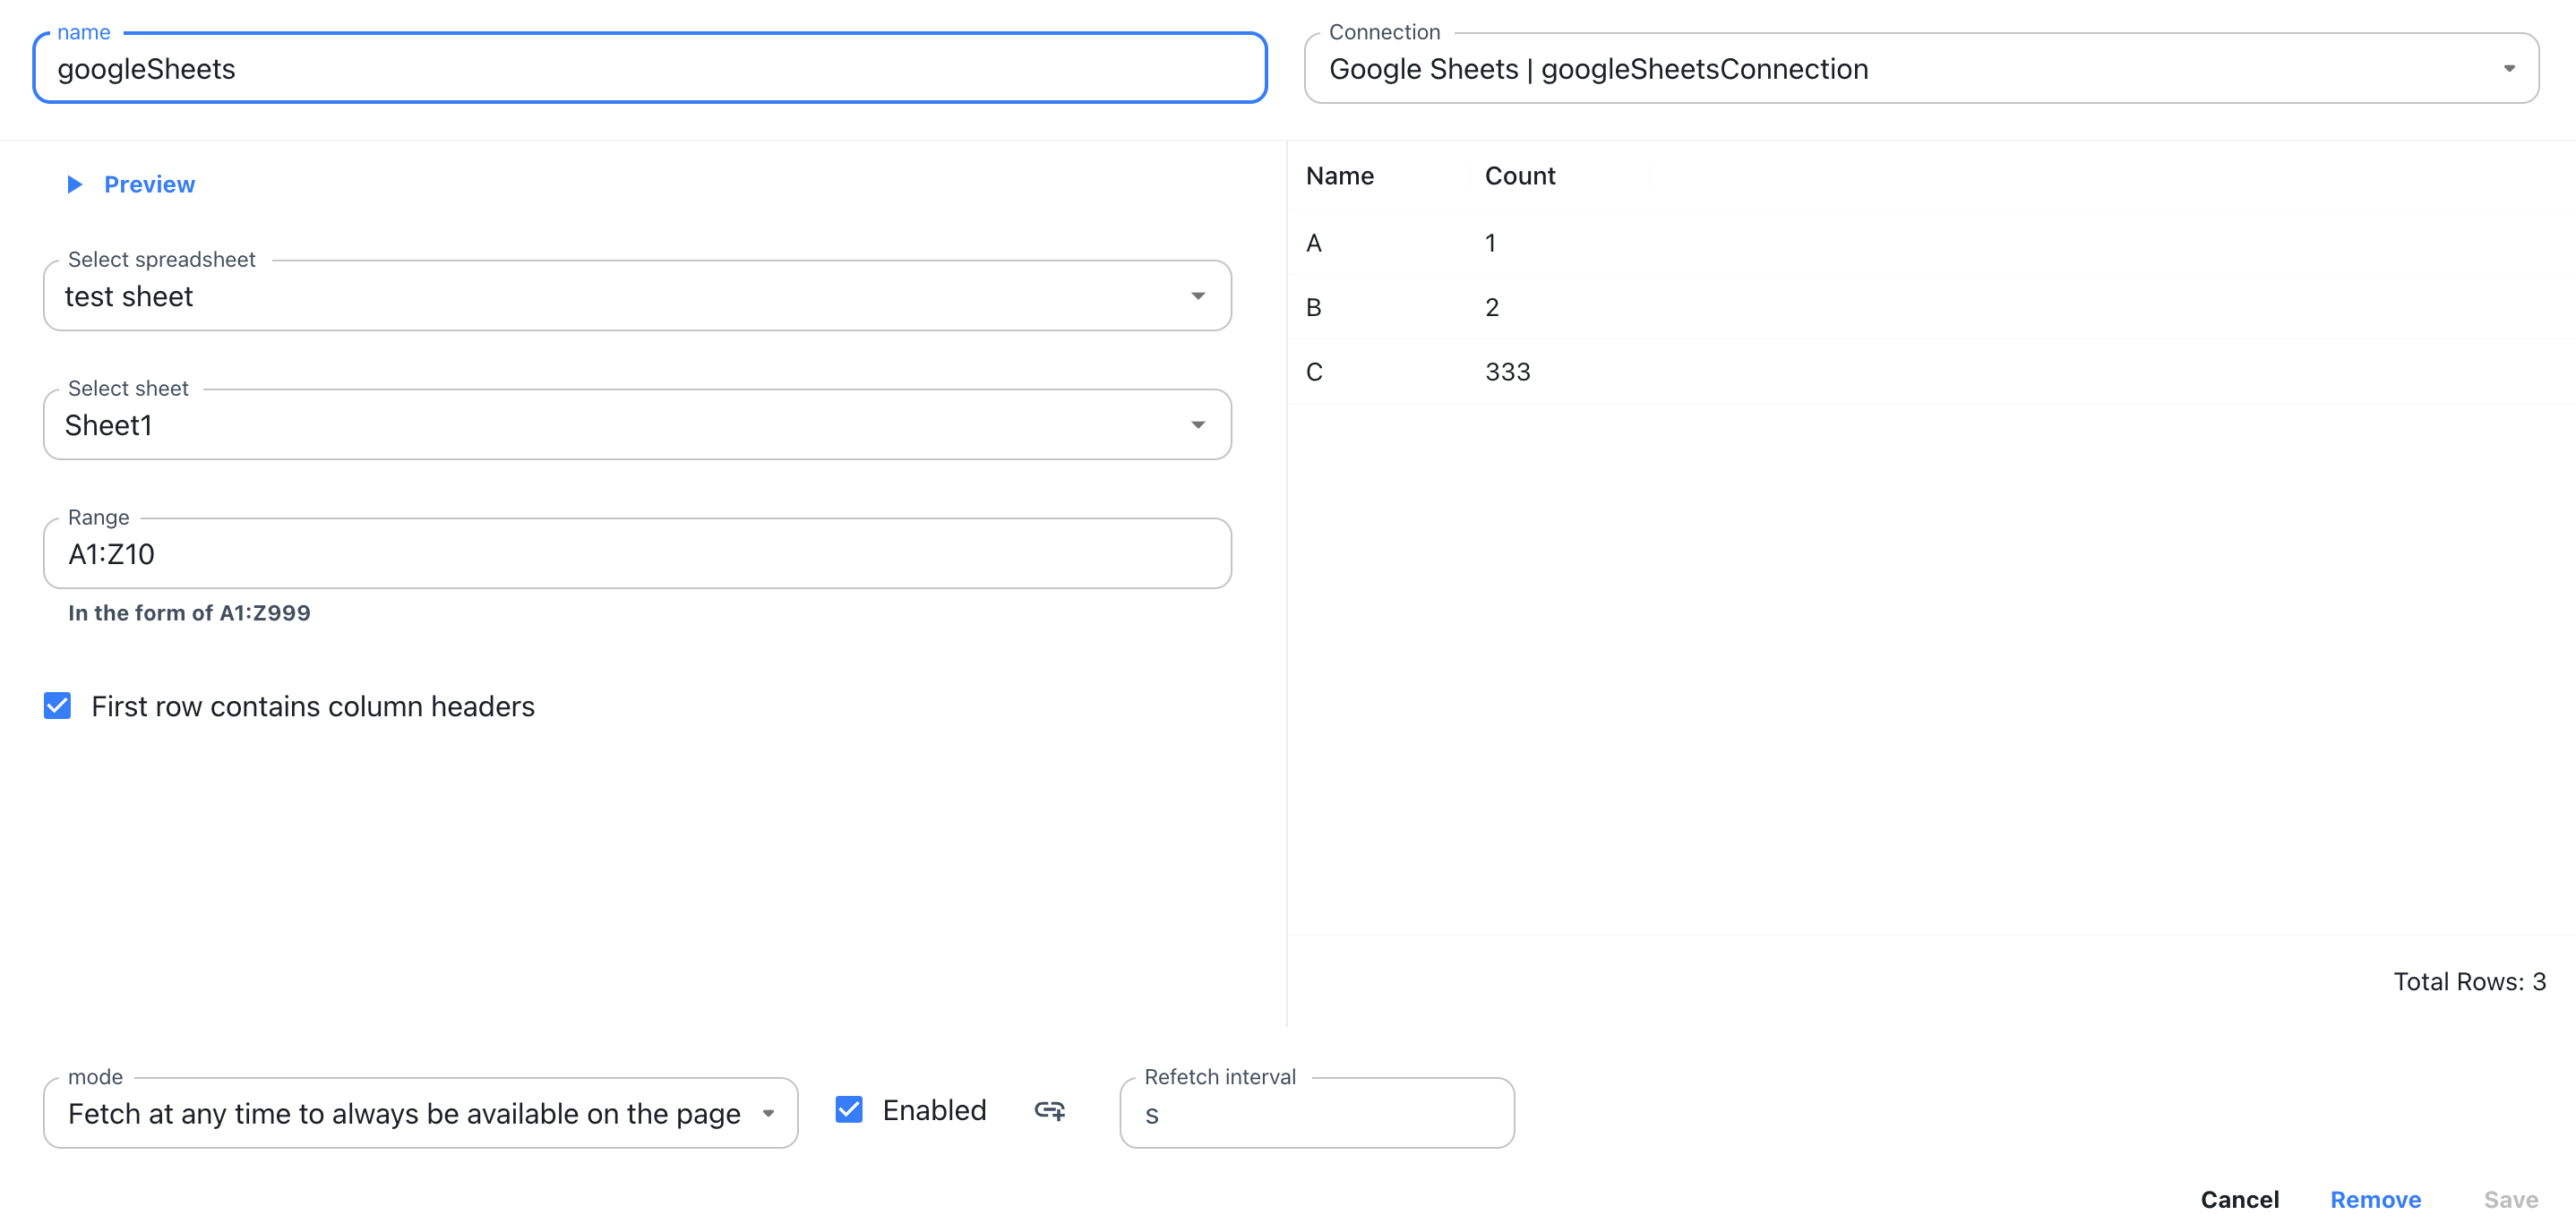 name
googleSheets
Connection
Google Sheets | googleSheetsConnection
Preview
Select spreadsheet
test sheet
Select sheet
Sheet1
Range
A1:Z10
In the form of A1:Z999
First row contains column headers
Name Count
A 1
B 2
C 333
Total Rows: 3
mode
Fetch at any time to always be available on the page
Enabled
Refetch interval
s
Cancel Remove Save